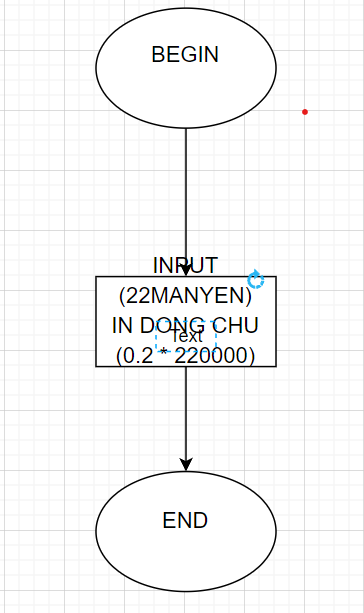 BEGIN
INPUT
(22MANYEN)
IN DONG CHU
Text
(0.2 * 220000)
END